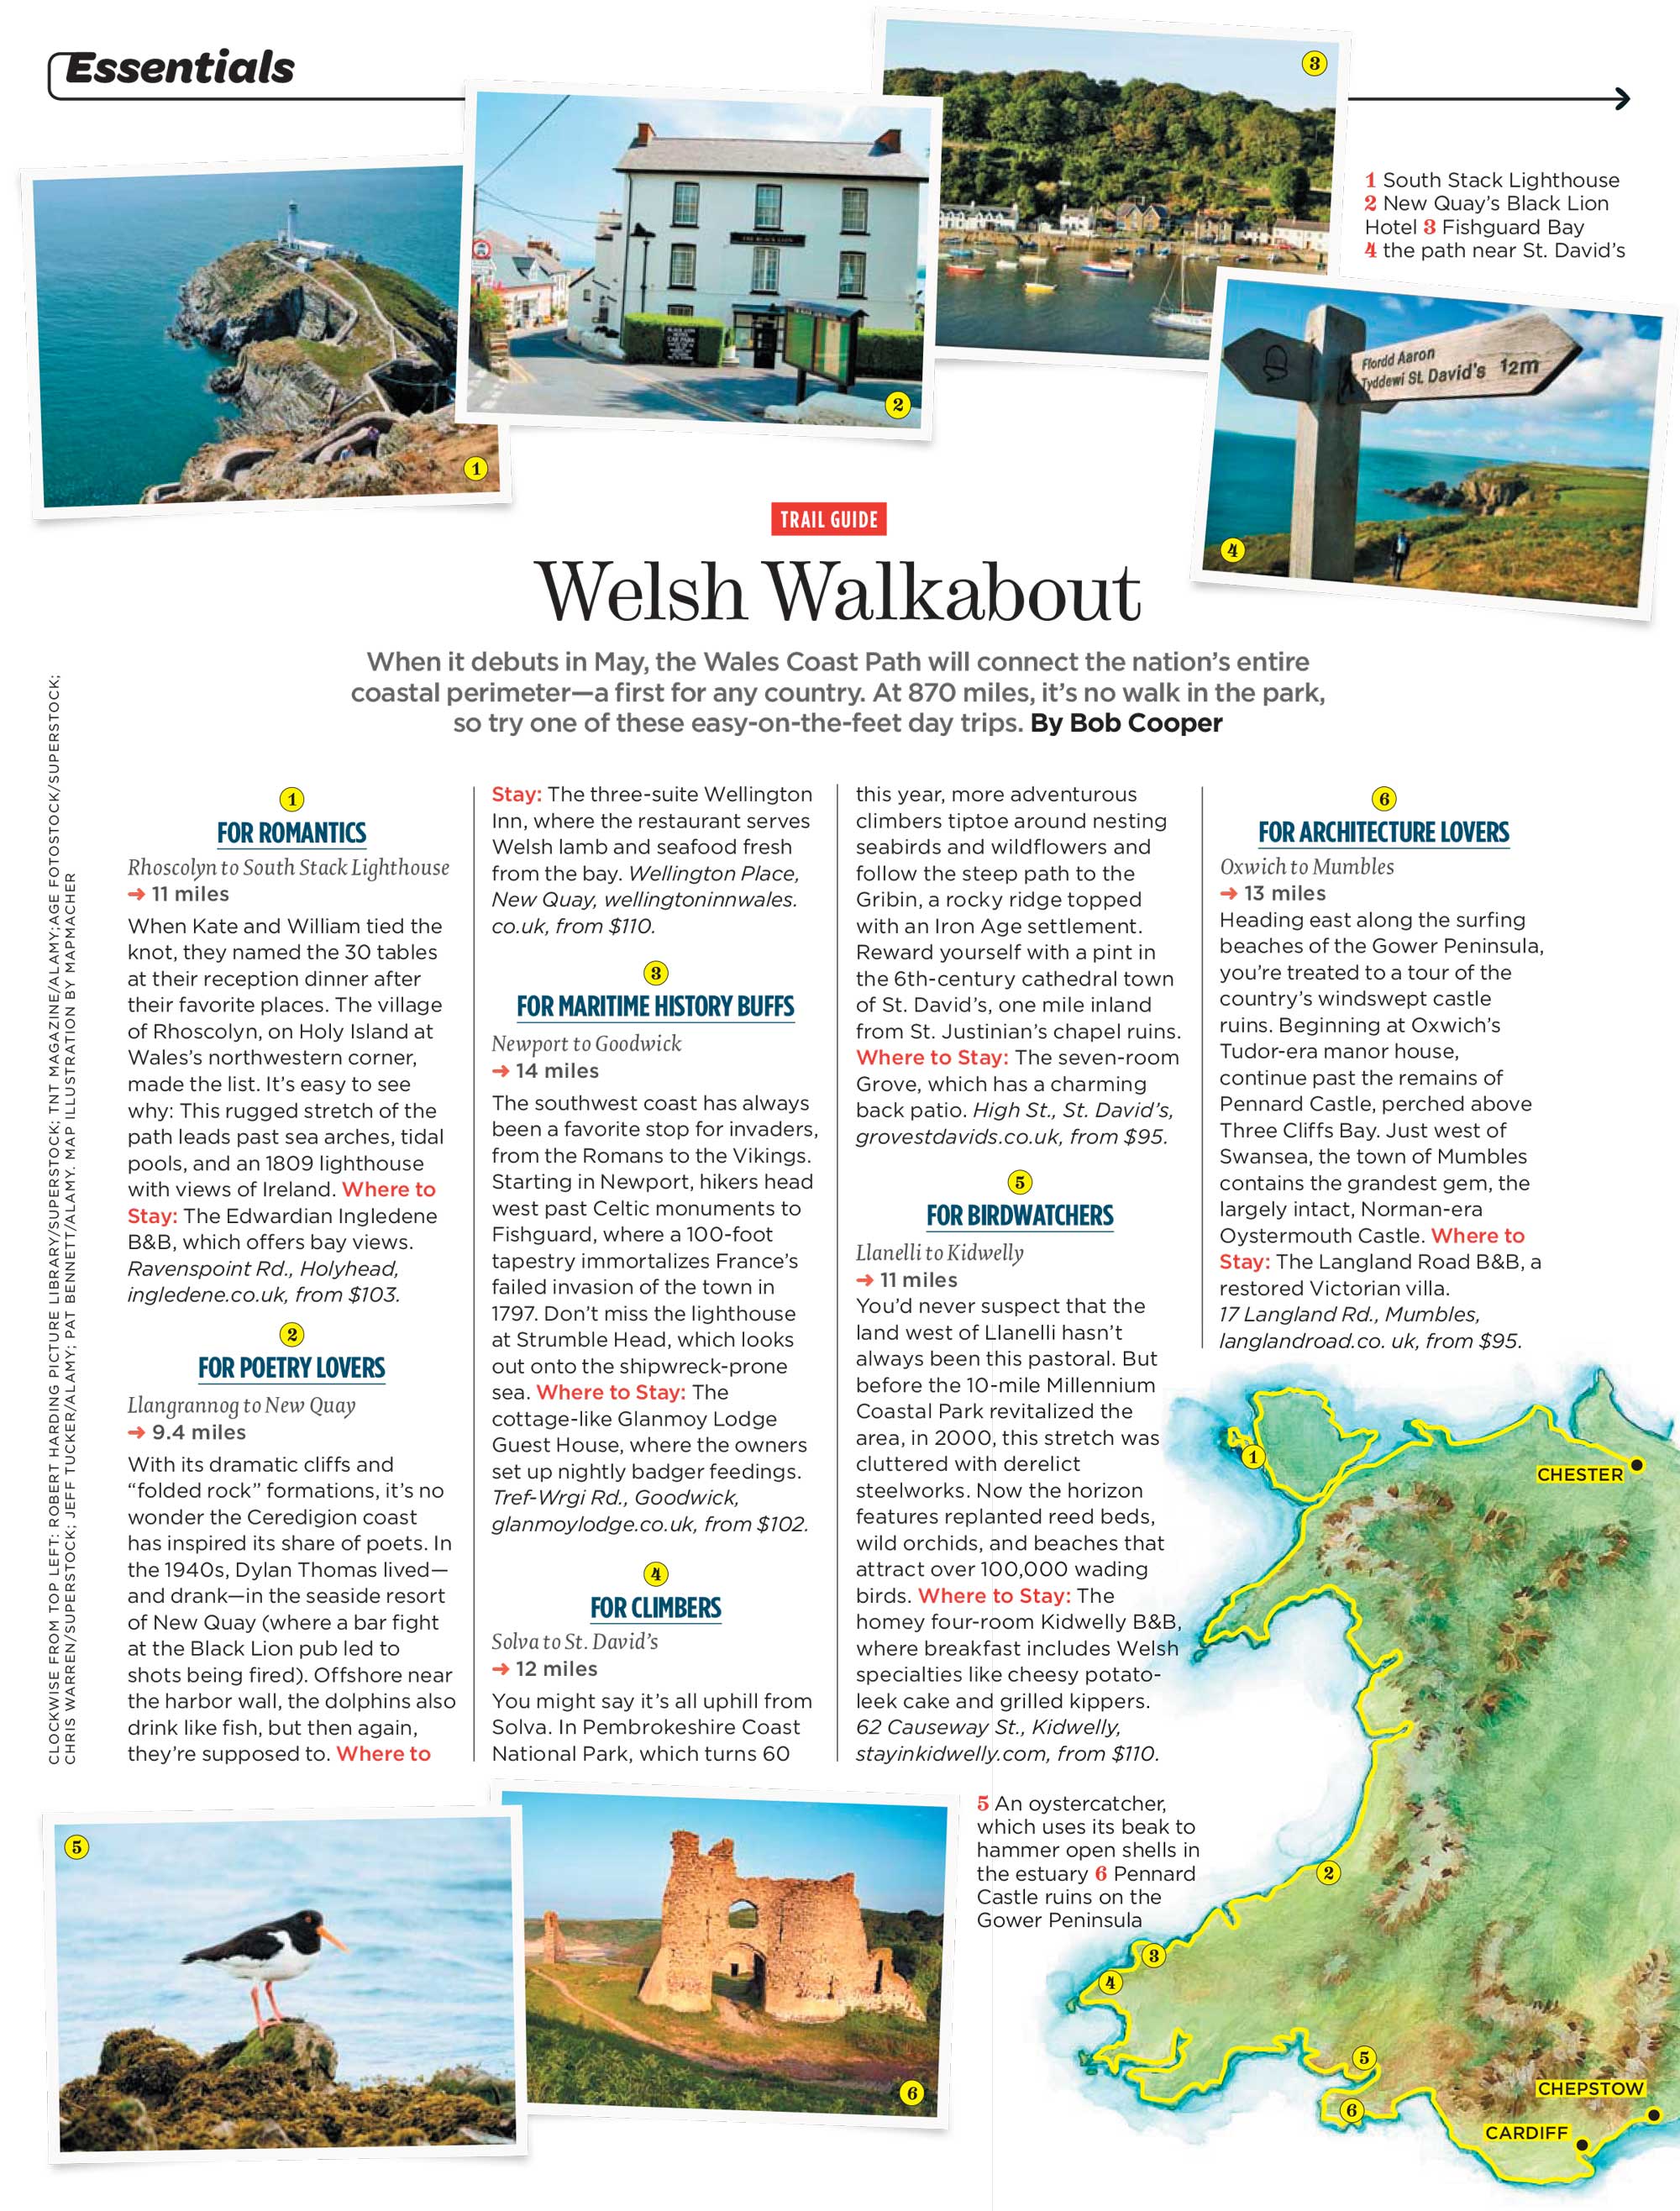 Essentials
3
1 South Stack Lighthouse
2 New Quay's Black Lion
Hotel 3 Fishguard Bay
4 the path near St. David's
THE BLACK LION
BLACK LION
HOTEL
CAR PARK
2
1
Ffordd Aaron
Tyddewi St. David's 12m
4
TRAIL GUIDE
Welsh Walkabout
When it debuts in May, the Wales Coast Path will connect the nation's entire
coastal perimeter—a first for any country. At 870 miles, it's no walk in the park,
so try one of these easy-on-the-feet day trips. By Bob Cooper
CLOCKWISE FROM TOP LEFT: ROBERT HARDING PICTURE LIBRARY/SUPERSTOCK; TNT MAGAZINE/ALAMY;AGE FOTOSTOCK/SUPERSTOCK;
CHRIS WARREN/SUPERSTOCK; JEFF TUCKER/ALAMY; PAT BENNETT/ALAMY. MAP ILLUSTRATION BY MAPMACHER
1
FOR ROMANTICS
Rhoscolyn to South Stack Lighthouse
→ 11 miles
When Kate and William tied the
knot, they named the 30 tables
at their reception dinner after
their favorite places. The village
of Rhoscolyn, on Holy Island at
Wales's northwestern corner,
made the list. It's easy to see
why: This rugged stretch of the
path leads past sea arches, tidal
pools, and an 1809 lighthouse
with views of Ireland. Where to
Stay: The Edwardian Ingledene
B&B, which offers bay views.
Ravenspoint Rd., Holyhead,
ingledene.co.uk, from $103.
2
FOR POETRY LOVERS
Llangrannog to New Quay
→ 9.4 miles
With its dramatic cliffs and
“folded rock” formations, it's no
wonder the Ceredigion coast
has inspired its share of poets. In
the 1940s, Dylan Thomas lived—
and drank—in the seaside resort
of New Quay (where a bar fight
at the Black Lion pub led to
shots being fired). Offshore near
the harbor wall, the dolphins also
drink like fish, but then again,
they're supposed to. Where to
Stay: The three-suite Wellington
Inn, where the restaurant serves
Welsh lamb and seafood fresh
from the bay. Wellington Place,
New Quay, wellingtoninnwales.
co.uk, from $110.
3
FOR MARITIME HISTORY BUFFS
Newport to Goodwick
→ 14 miles
The southwest coast has always
been a favorite stop for invaders,
from the Romans to the Vikings.
Starting in Newport, hikers head
west past Celtic monuments to
Fishguard, where a 100-foot
tapestry immortalizes France's
failed invasion of the town in
1797. Don't miss the lighthouse
at Strumble Head, which looks
out onto the shipwreck-prone
sea. Where to Stay: The
cottage-like Glanmoy Lodge
Guest House, where the owners
set up nightly badger feedings.
Tref-Wrgi Rd., Goodwick,
glanmoylodge.co.uk, from $102.
4
FOR CLIMBERS
Solva to St. David's
→ 12 miles
You might say it's all uphill from
Solva. In Pembrokeshire Coast
National Park, which turns 60
this year, more adventurous
climbers tiptoe around nesting
seabirds and wildflowers and
follow the steep path to the
Gribin, a rocky ridge topped
with an Iron Age settlement.
Reward yourself with a pint in
the 6th-century cathedral town
of St. David's, one mile inland
from St. Justinian's chapel ruins.
Where to Stay: The seven-room
Grove, which has a charming
back patio. High St., St. David's,
grovestdavids.co.uk, from $95.
5
FOR BIRDWATCHERS
Llanelli to Kidwelly
→ 11 miles
You'd never suspect that the
land west of Llanelli hasn't
always been this pastoral. But
before the 10-mile Millennium
Coastal Park revitalized the
area, in 2000, this stretch was
cluttered with derelict
steelworks. Now the horizon
features replanted reed beds,
wild orchids, and beaches that
attract over 100,000 wading
birds. Where to Stay: The
homey four-room Kidwelly B&B,
where breakfast includes Welsh
specialties like cheesy potato-
leek cake and grilled kippers.
62 Causeway St., Kidwelly,
stayinkidwelly.com, from $110.
6
FOR ARCHITECTURE LOVERS
Oxwich to Mumbles
→ 13 miles
Heading east along the surfing
beaches of the Gower Peninsula,
you're treated to a tour of the
country's windswept castle
ruins. Beginning at Oxwich's
Tudor-era manor house,
continue past the remains of
Pennard Castle, perched above
Three Cliffs Bay. Just west of
Swansea, the town of Mumbles
contains the grandest gem, the
largely intact, Norman-era
Oystermouth Castle. Where to
Stay: The Langland Road B&B, a
restored Victorian villa.
17 Langland Rd., Mumbles,
langlandroad.co. uk, from $95.
1
CHESTER
2
3
4
5
6
CHEPSTOW
CARDIFF
5
6
5 An oystercatcher,
which uses its beak to
hammer open shells in
the estuary 6 Pennard
Castle ruins on the
Gower Peninsula